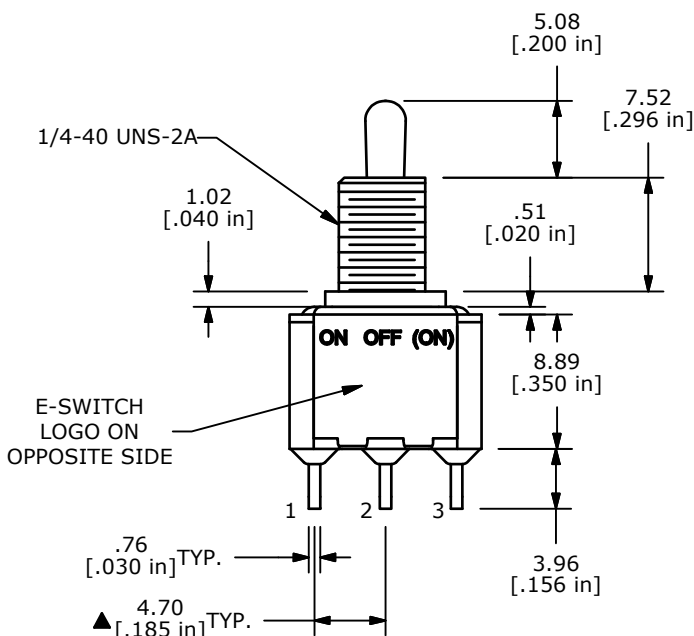 5.08
[.200 in]
7.52
[.296 in]
1/4-40 UNS-2A
1.02
[.040 in]
.51
[.020 in]
ON OFF (ON)
8.89
[.350 in]
E-SWITCH
LOGO ON
OPPOSITE SIDE
1 2 3
.76
[.030 in] TYP.
3.96
[.156 in]
▲ 4.70
[.185 in] TYP.